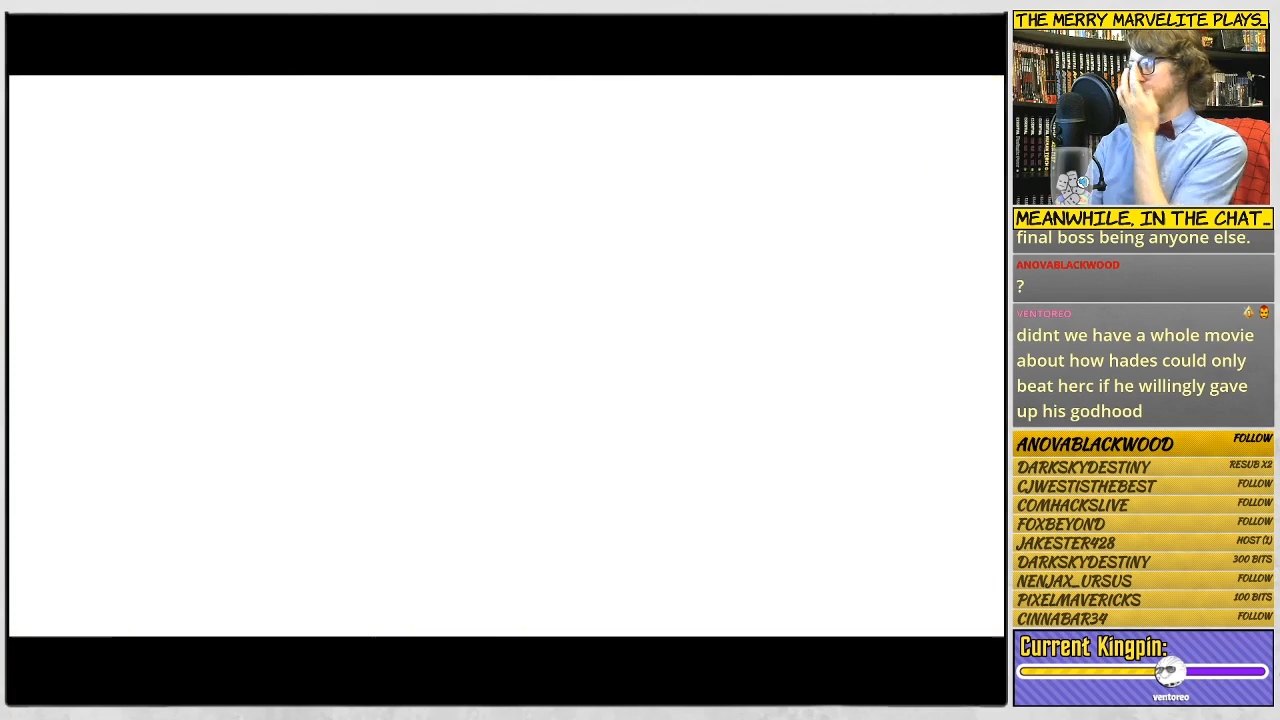 THE MERRY MARVELITE PLAYS...
MEANWHILE, IN THE CHAT...
final boss being anyone else.
ANOVABLACKWOOD
?
VENTOREO
didnt we have a whole movie
about how hades could only
beat herc if he willingly gave
up his godhood
ANOVABLACKWOOD FOLLOW
DARKSKYDESTINY RESUB X2
CJWESTISTHEBEST FOLLOW
COMHACKSLIVE FOLLOW
FOXBEYOND FOLLOW
JAKESTER428 HOST (1)
DARKSKYDESTINY 300 BITS
NENJAX_URSUS FOLLOW
PIXELMAVERICKS 100 BITS
CINNABAR34 FOLLOW
Current Kingpin:
ventoreo